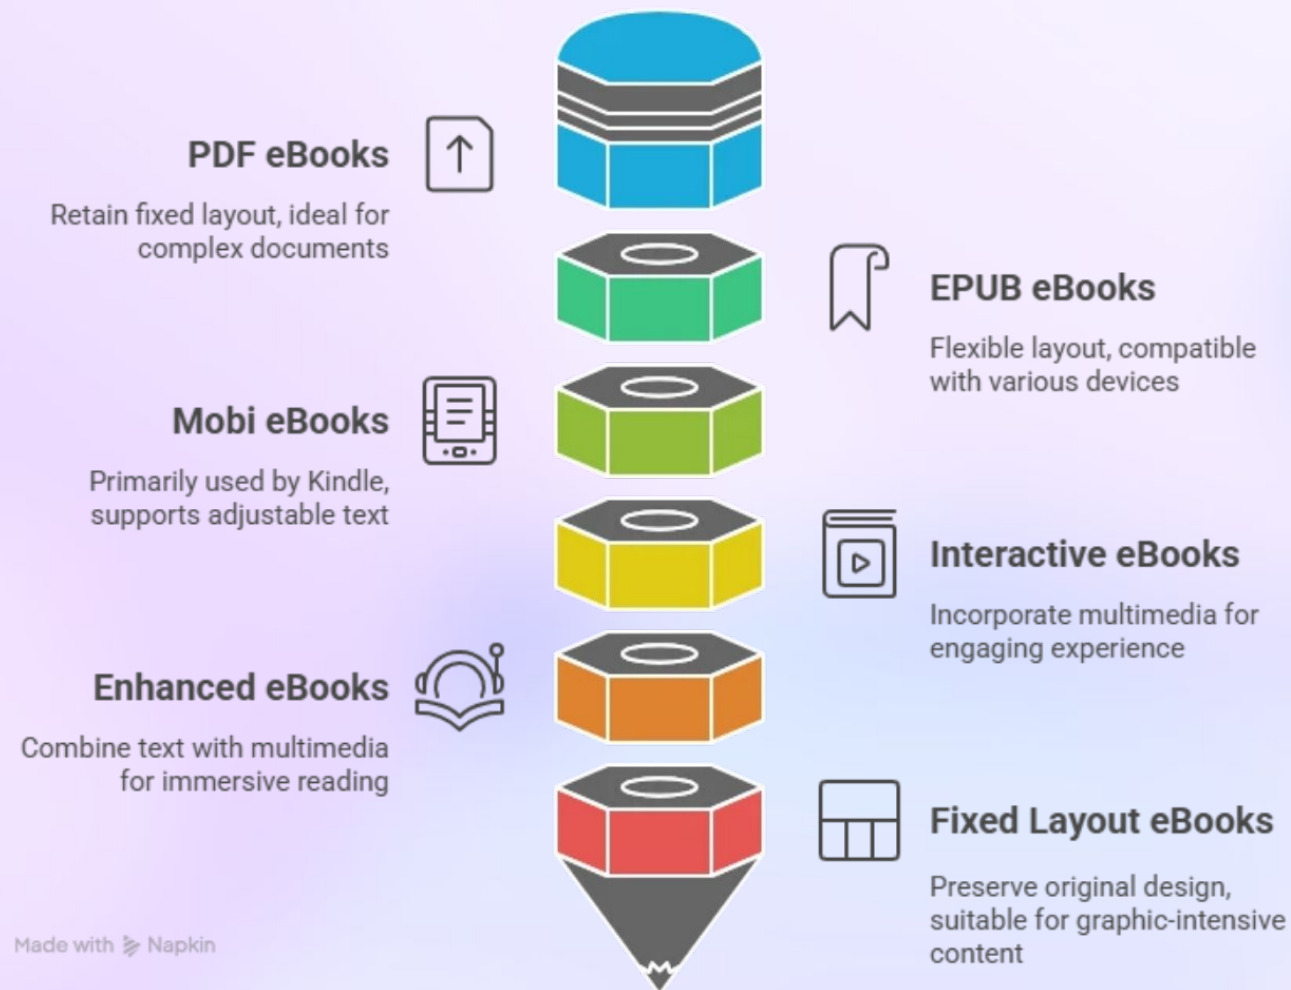 PDF eBooks
Retain fixed layout, ideal for
complex documents
EPUB eBooks
Flexible layout, compatible
with various devices
Mobi eBooks
Primarily used by Kindle,
supports adjustable text
Interactive eBooks
Incorporate multimedia for
engaging experience
Enhanced eBooks
Combine text with multimedia
for immersive reading
Fixed Layout eBooks
Preserve original design,
suitable for graphic-intensive
content
Made with Napkin